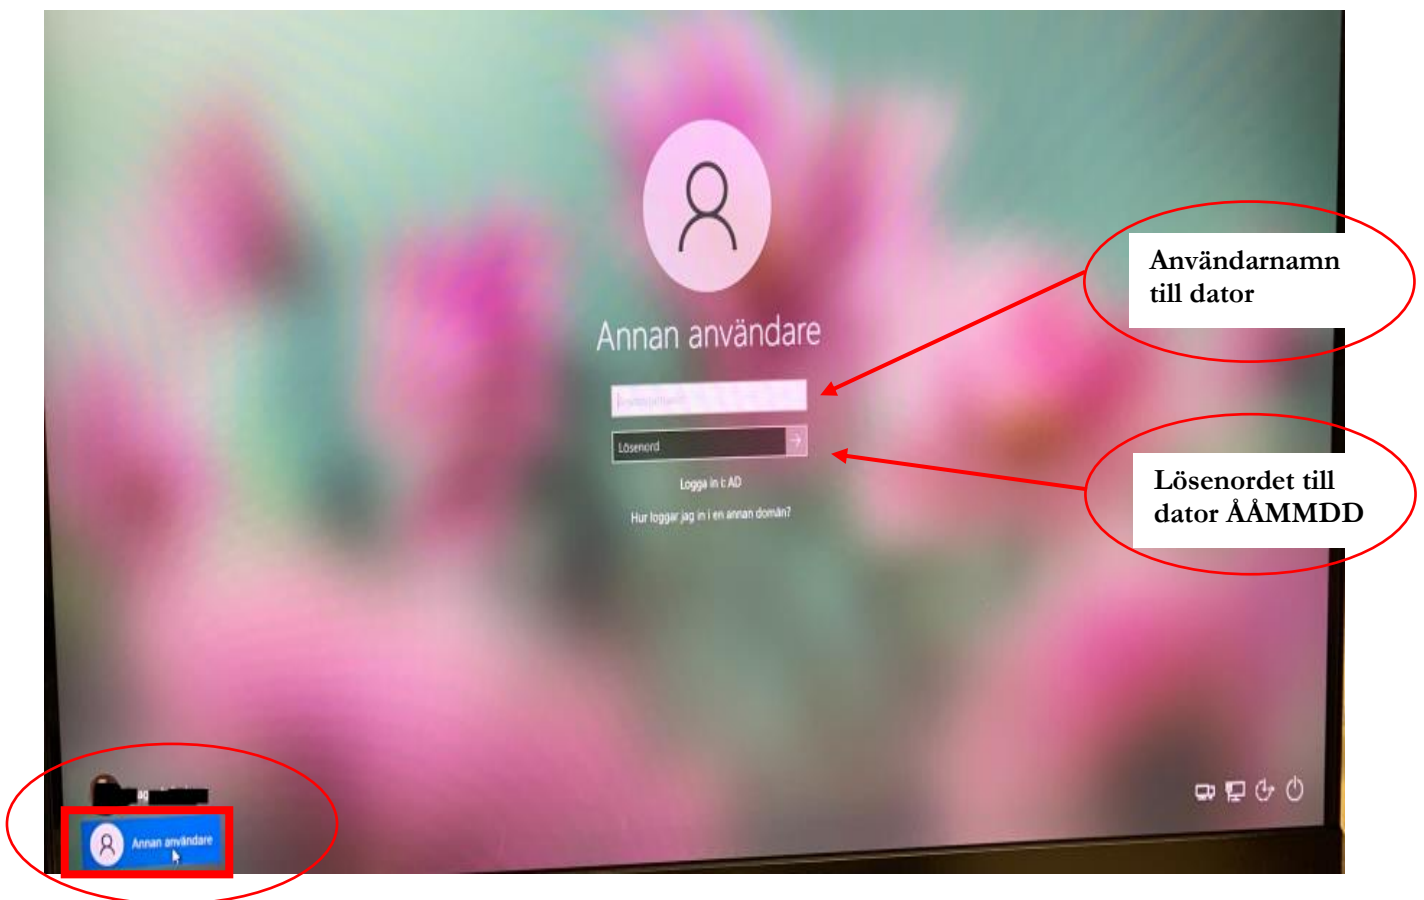 Annan användare
Användarnamn
till dator
Lösenord
Logga in i: AD
Hur loggar jag in i en annan domän?
Lösenordet till
dator ÅÅMMDD
Annan användare